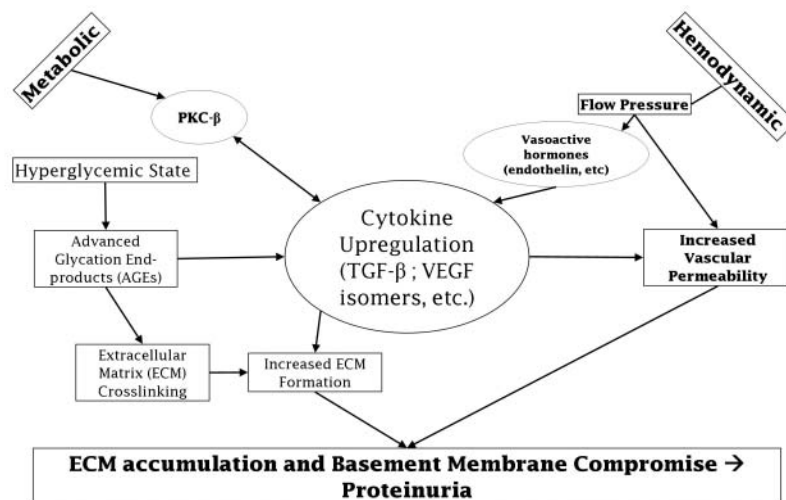 Metabolic
Hemodynamic
PKC-β
Flow Pressure
Vasoactive
hormones
(endothelin, etc)
Hyperglycemic State
Cytokine
Upregulation
(TGF-β ; VEGF
isomers, etc.)
Advanced
Glycation End-
products (AGEs)
Increased
Vascular
Permeability
Extracellular
Matrix (ECM)
Crosslinking
Increased ECM
Formation
ECM accumulation and Basement Membrane Compromise →
Proteinuria